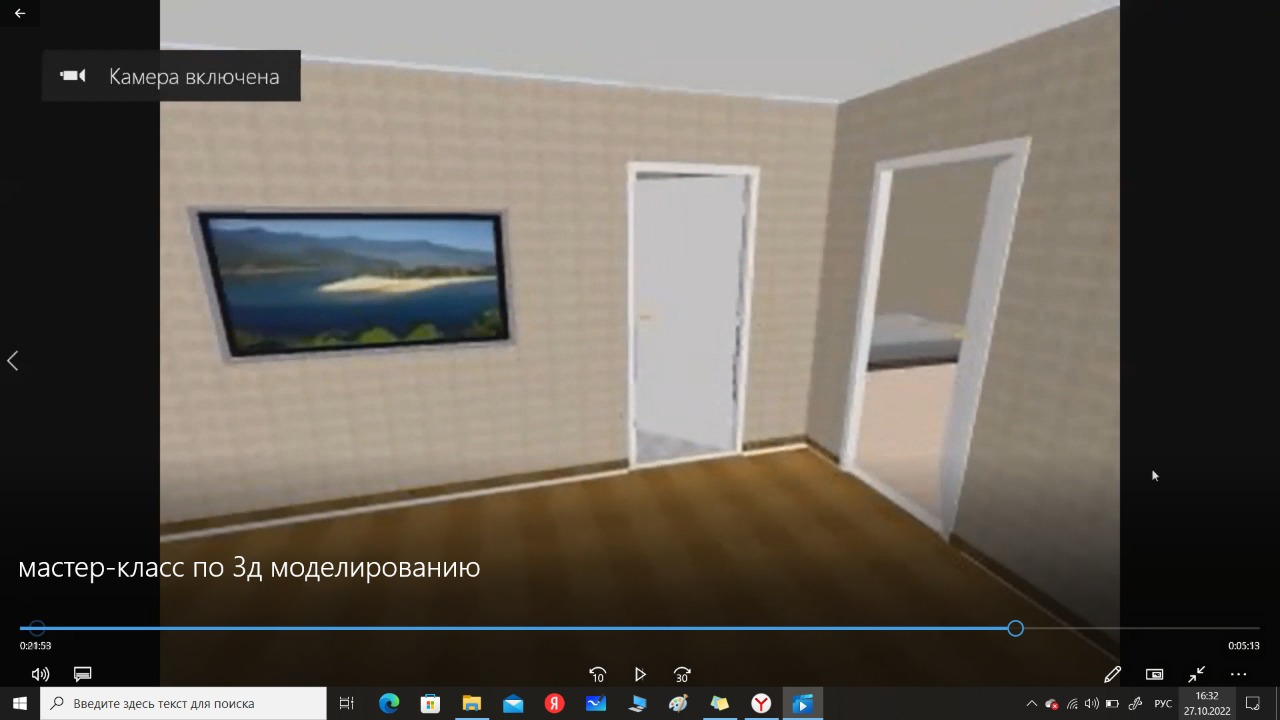 Камера включена
мастер-класс по 3д моделированию
0:21:53
0:05:13
10
30
Введите здесь текст для поиска
Я
Y
РУС
16:32
27.10.2022